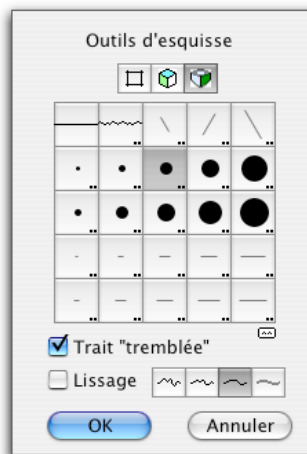 Outils d'esquisse
Trait "tremblée"
Lissage
OK
Annuler